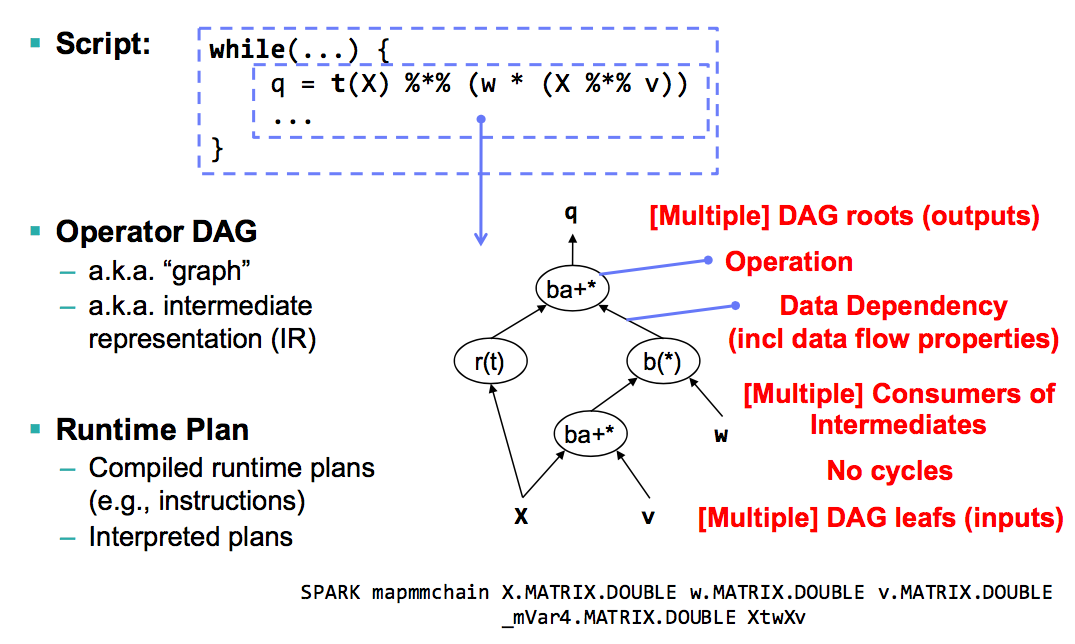 ▪ Script:
while(...) {
q = t(X) %*% (w * (X %*% v))
...
}
▪ Operator DAG
– a.k.a. “graph”
– a.k.a. intermediate
representation (IR)
q
[Multiple] DAG roots (outputs)
Operation
ba+*
Data Dependency
(incl data flow properties)
r(t)
b(*)
[Multiple] Consumers of
Intermediates
ba+*
w
No cycles
X
v
[Multiple] DAG leafs (inputs)
▪ Runtime Plan
– Compiled runtime plans
(e.g., instructions)
– Interpreted plans
SPARK mapmmchain X.MATRIX.DOUBLE w.MATRIX.DOUBLE v.MATRIX.DOUBLE
_mVar4.MATRIX.DOUBLE XtwXv